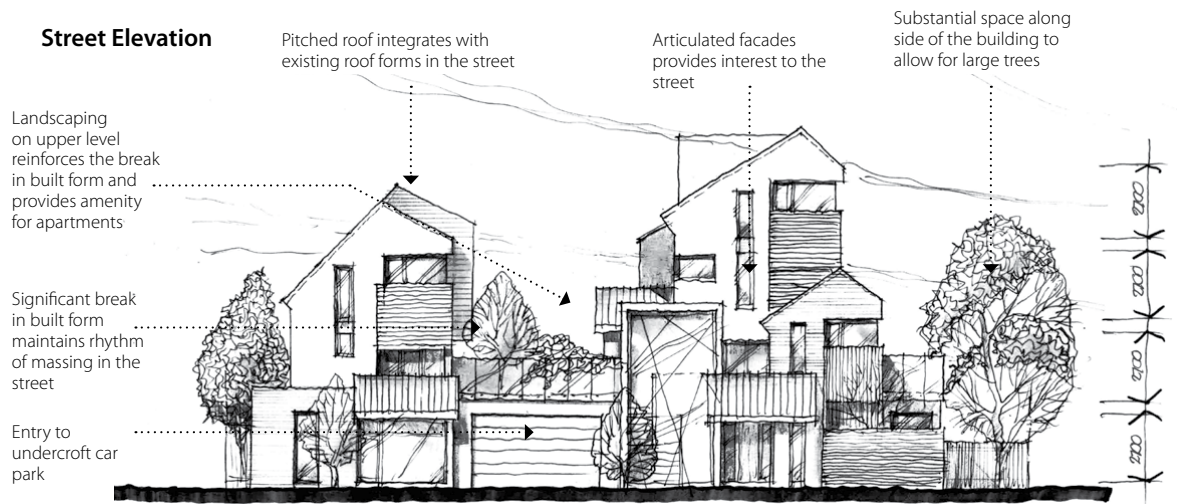 Street Elevation
Pitched roof integrates with
existing roof forms in the street
Articulated facades
provides interest to the
street
Substantial space along
side of the building to
allow for large trees
Landscaping
on upper level
reinforces the break
in built form and
provides amenity
for apartments
Significant break
in built form
maintains rhythm
of massing in the
street
Entry to
undercroft car
park